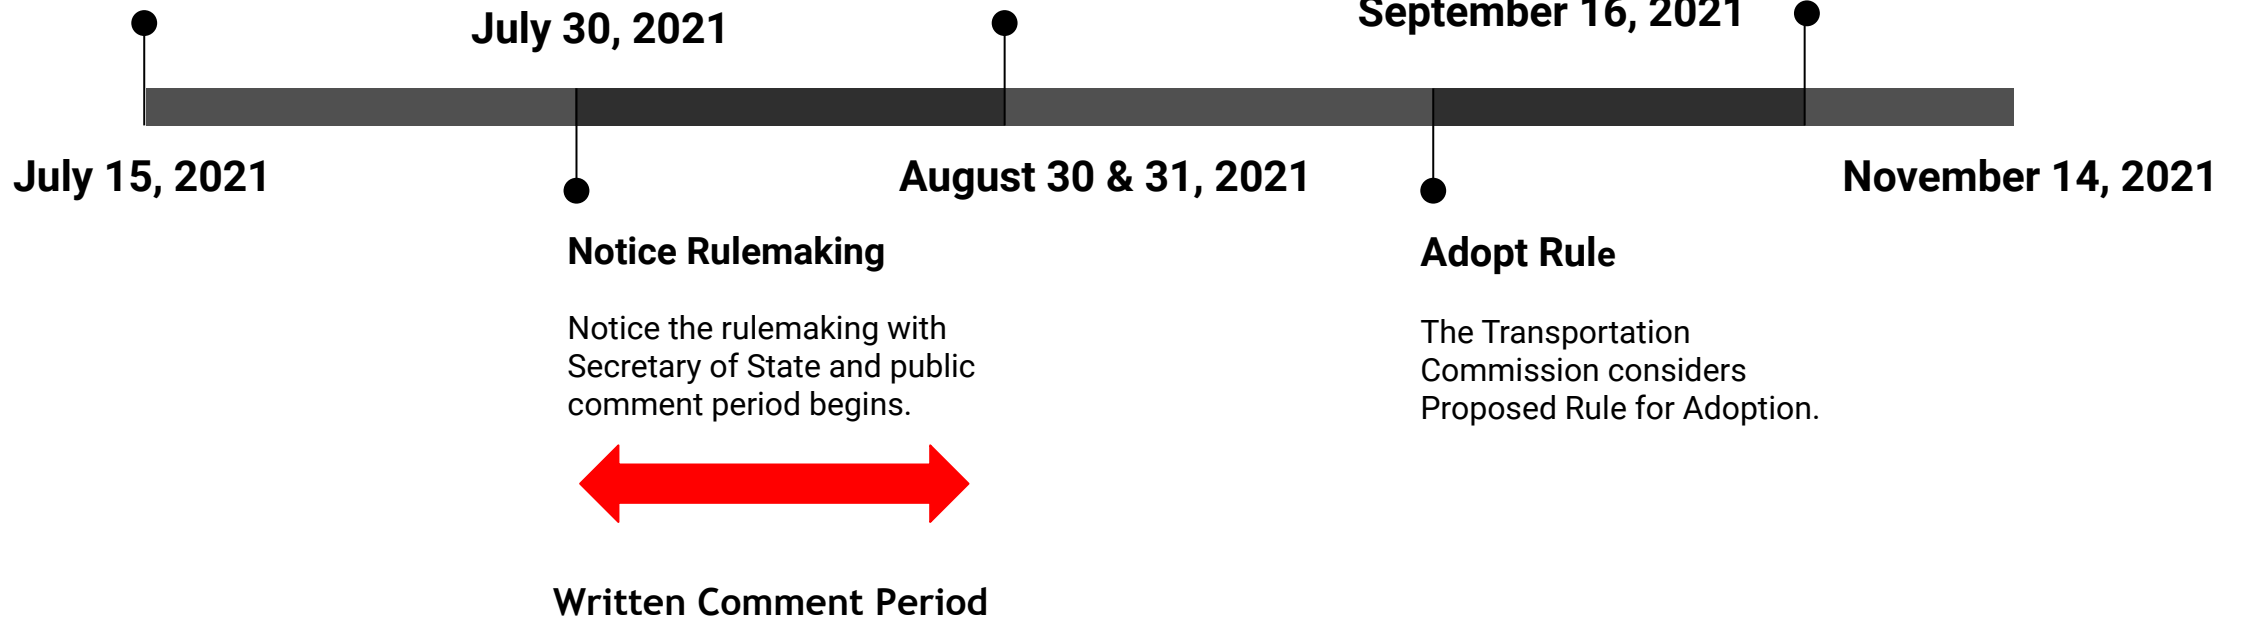 July 30, 2021
September 16, 2021
July 15, 2021
August 30 & 31, 2021
November 14, 2021
Notice Rulemaking
Notice the rulemaking with
Secretary of State and public
comment period begins.
Adopt Rule
The Transportation
Commission considers
Proposed Rule for Adoption.
Written Comment Period